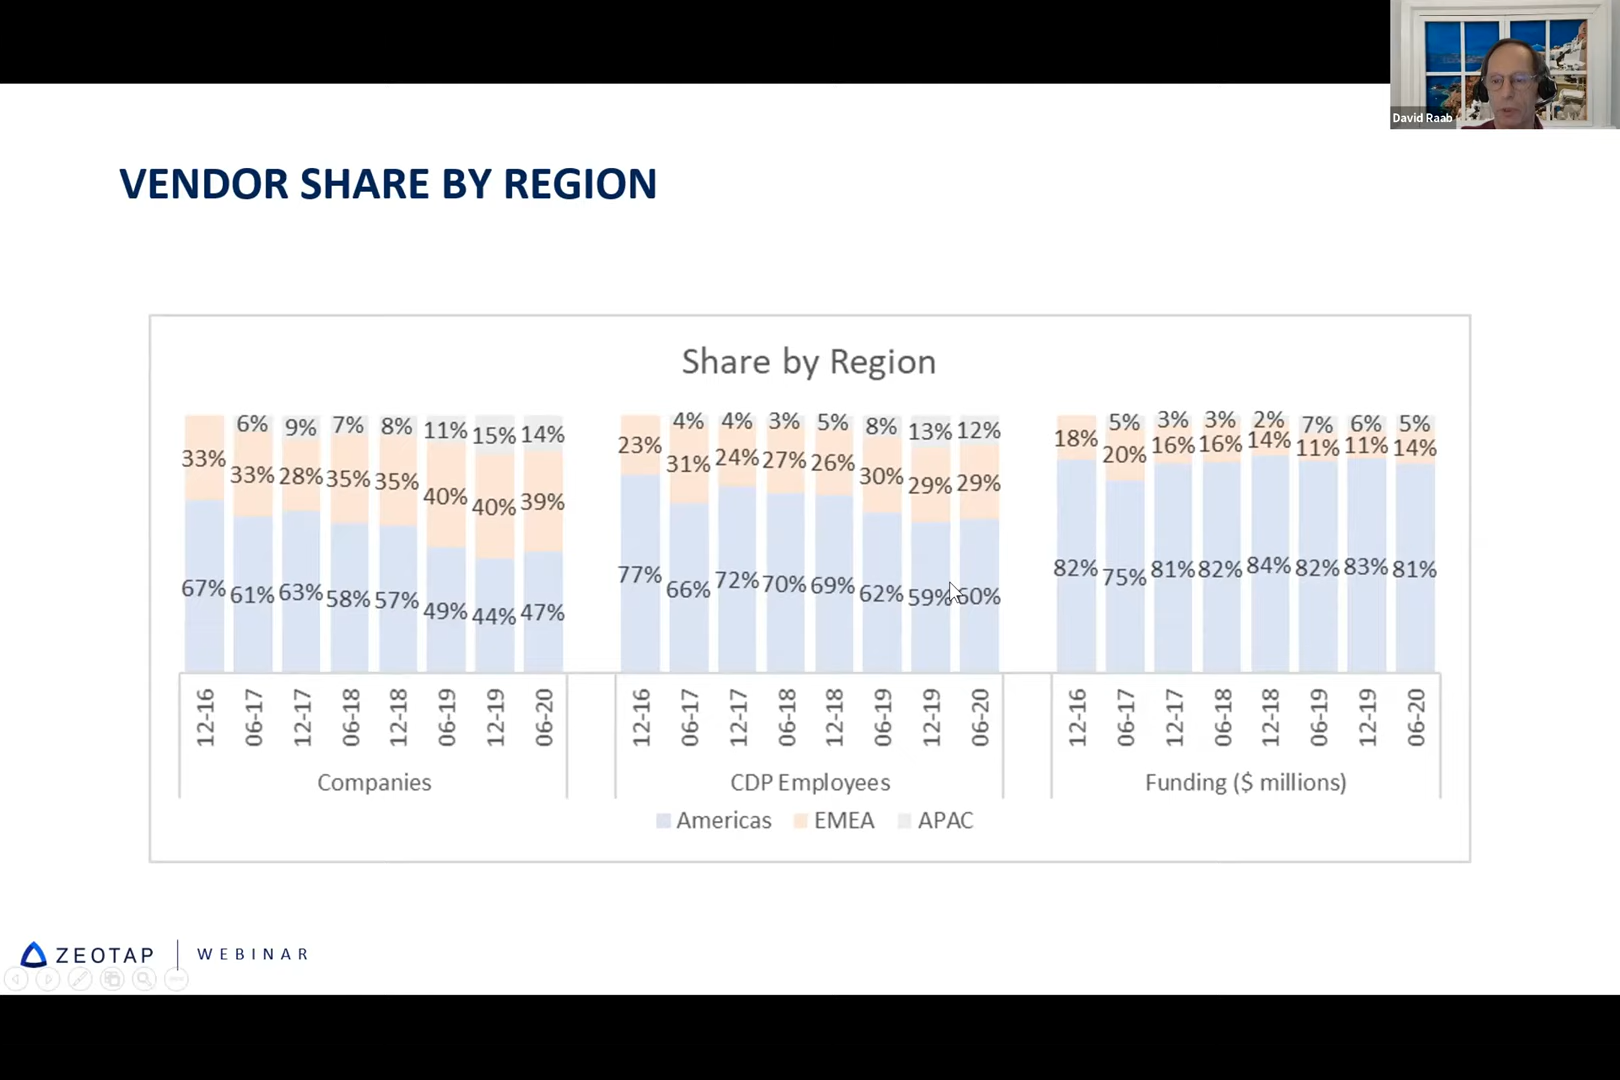 David Raab
VENDOR SHARE BY REGION
Share by Region
6% 9% 7% 8% 11% 15% 14%
33% 33% 28% 35% 35% 40% 40% 39%
67% 61% 63% 58% 57% 49% 44% 47%
4% 4% 3% 5% 8% 13% 12%
23% 31% 24% 27% 26% 30% 29% 29%
77% 66% 72% 70% 69% 62% 59% 60%
5% 3% 3% 2% 7% 6% 5%
18% 20% 16% 16% 14% 11% 11% 14%
82% 75% 81% 82% 84% 82% 83% 81%
12-16 06-17 12-17 06-18 12-18 06-19 12-19 06-20
12-16 06-17 12-17 06-18 12-18 06-19 12-19 06-20
12-16 06-17 12-17 06-18 12-18 06-19 12-19 06-20
Companies CDP Employees Funding ($ millions)
Americas EMEA APAC
ZEOTAP WEBINAR